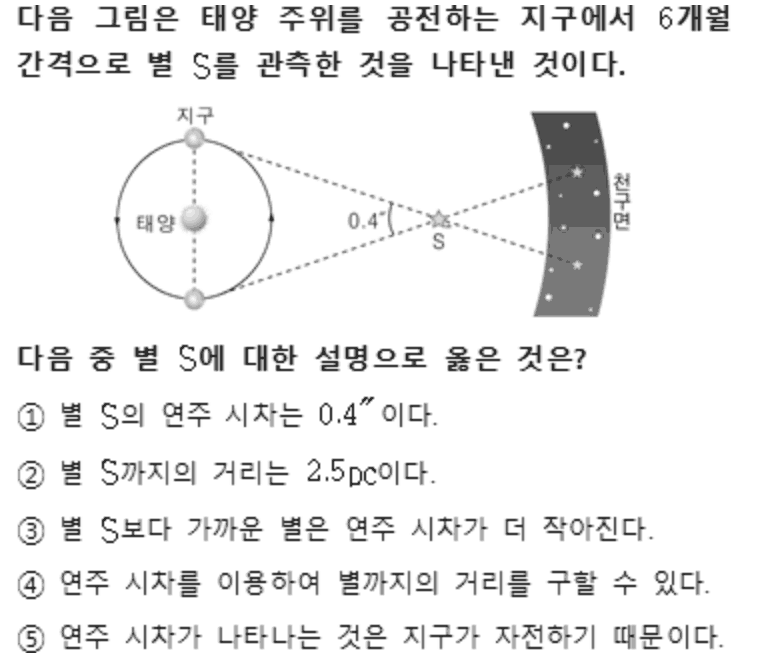 다음 그림은 태양 주위를 공전하는 지구에서 6개월
간격으로 별 S를 관측한 것을 나타낸 것이다.
지구
태양
0.4″
S
천구면
다음 중 별 S에 대한 설명으로 옳은 것은?
① 별 S의 연주 시차는 0.4″이다.
② 별 S까지의 거리는 2.5pc이다.
③ 별 S보다 가까운 별은 연주 시차가 더 작아진다.
④ 연주 시차를 이용하여 별까지의 거리를 구할 수 있다.
⑤ 연주 시차가 나타나는 것은 지구가 자전하기 때문이다.